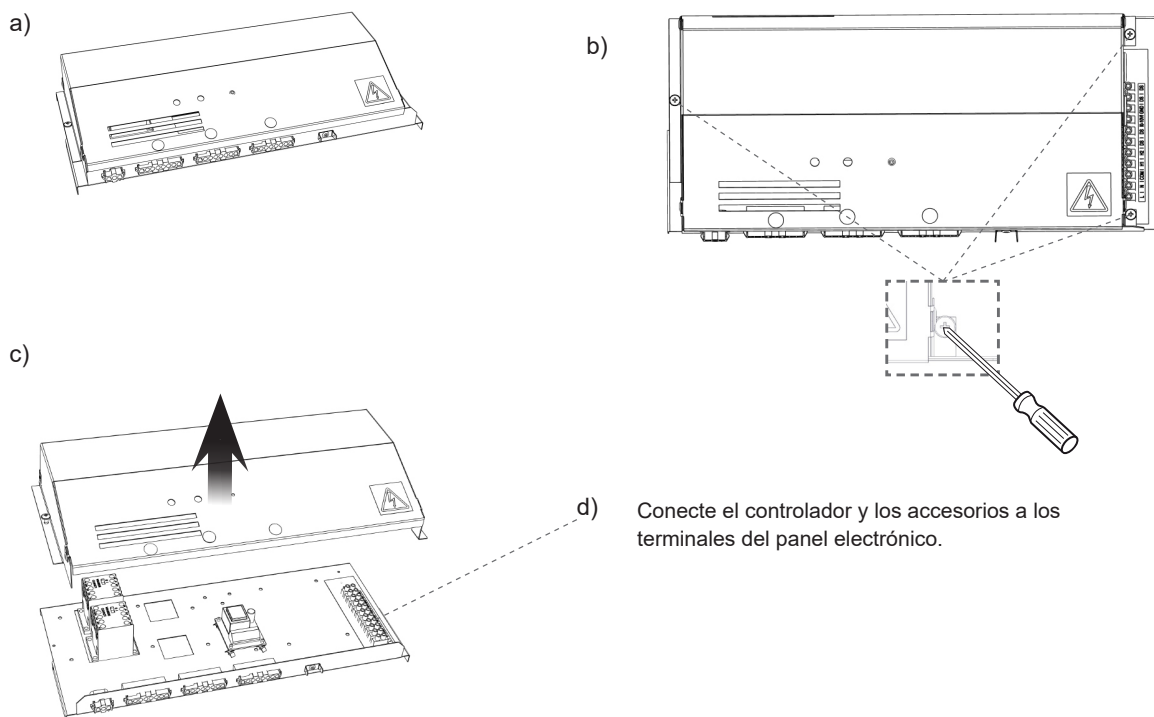 a)
b)
c)
d)
Conecte el controlador y los accesorios a los
terminales del panel electrónico.